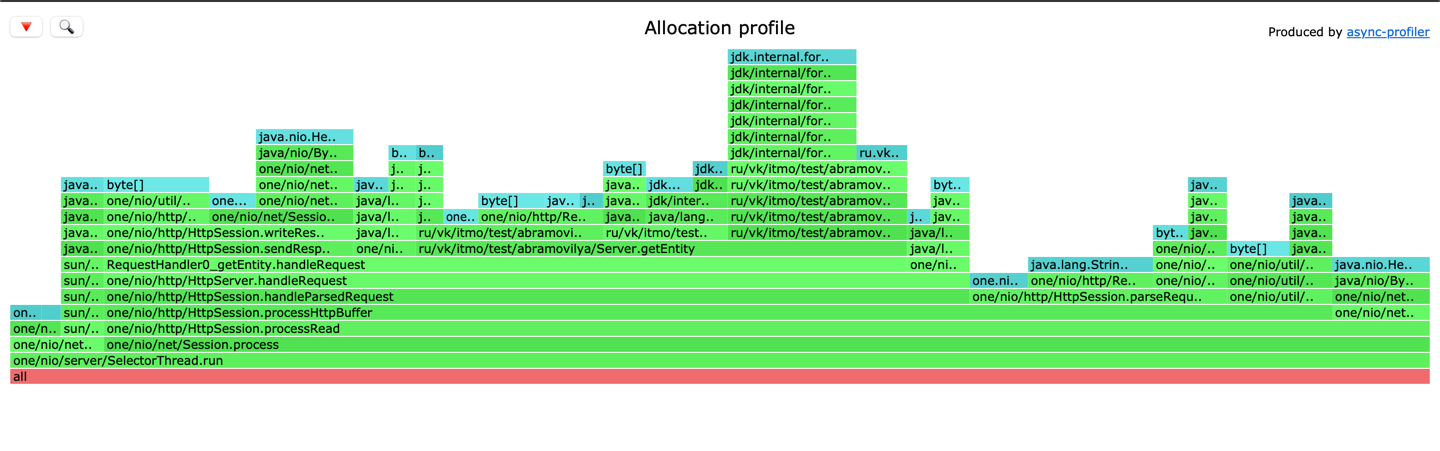 Allocation profile
Produced by async-profiler
jdk.internal.for..
jdk/internal/for..
jdk/internal/for..
jdk/internal/for..
jdk/internal/for..
java.nio.He.. jdk/internal/for..
java/nio/By.. b.. b.. jdk/internal/for.. ru.vk..
one/nio/net.. j.. j.. byte[] jdk.. ru/vk/itmo/test/abramov..
java.. byte[] one/nio/net.. jav.. j.. j.. java.. jdk... jdk.. ru/vk/itmo/test/abramov.. byt.. jav..
java.. one/nio/util/.. one... one/nio/net.. java/l.. j.. j.. byte[] jav.. j.. java.. jdk/inter.. ru/vk/itmo/test/abramov.. jav.. jav.. java..
java.. one/nio/http/.. one/nio/net/Sessio.. java/l.. j.. one.. one/nio/http/Re.. java.. java/lang.. ru/vk/itmo/test/abramov.. j.. jav.. jav.. java..
java.. one/nio/http/HttpSession.writeRes.. java/l.. ru/vk/itmo/test/abramovi.. ru/vk/itmo/test.. ru/vk/itmo/test/abramov.. java/l.. byt.. jav.. java..
java.. one/nio/http/HttpSession.sendResp.. one/ni.. ru/vk/itmo/test/abramovilya/Server.getEntity java/l.. one/nio/.. byte[] java..
sun/.. RequestHandler0_getEntity.handleRequest one/ni.. java.lang.Strin.. one/nio/.. one/nio/util/.. java.nio.He..
sun/.. one/nio/http/HttpServer.handleRequest one.ni.. one/nio/http/Re.. one/nio/.. one/nio/util/.. java/nio/By..
sun/.. one/nio/http/HttpSession.handleParsedRequest one/nio/http/HttpSession.parseRequ.. one/nio/util/.. one/nio/net..
on.. sun/.. one/nio/http/HttpSession.processHttpBuffer one/nio/net..
one/n.. sun/.. one/nio/http/HttpSession.processRead
one/nio/net.. one/nio/net/Session.process
one/nio/server/SelectorThread.run
all